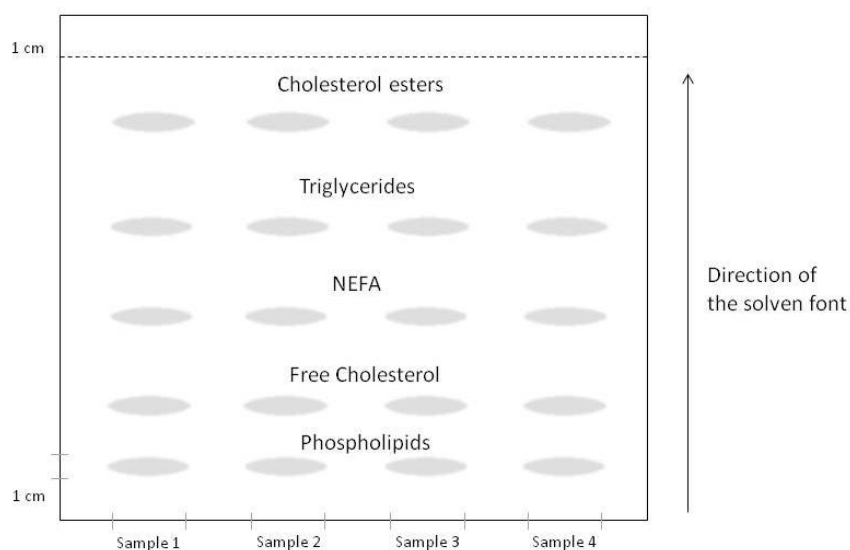 1 cm
Cholesterol esters
Triglycerides
NEFA
Direction of
the solven font
Free Cholesterol
Phospholipids
1 cm
Sample 1
Sample 2
Sample 3
Sample 4